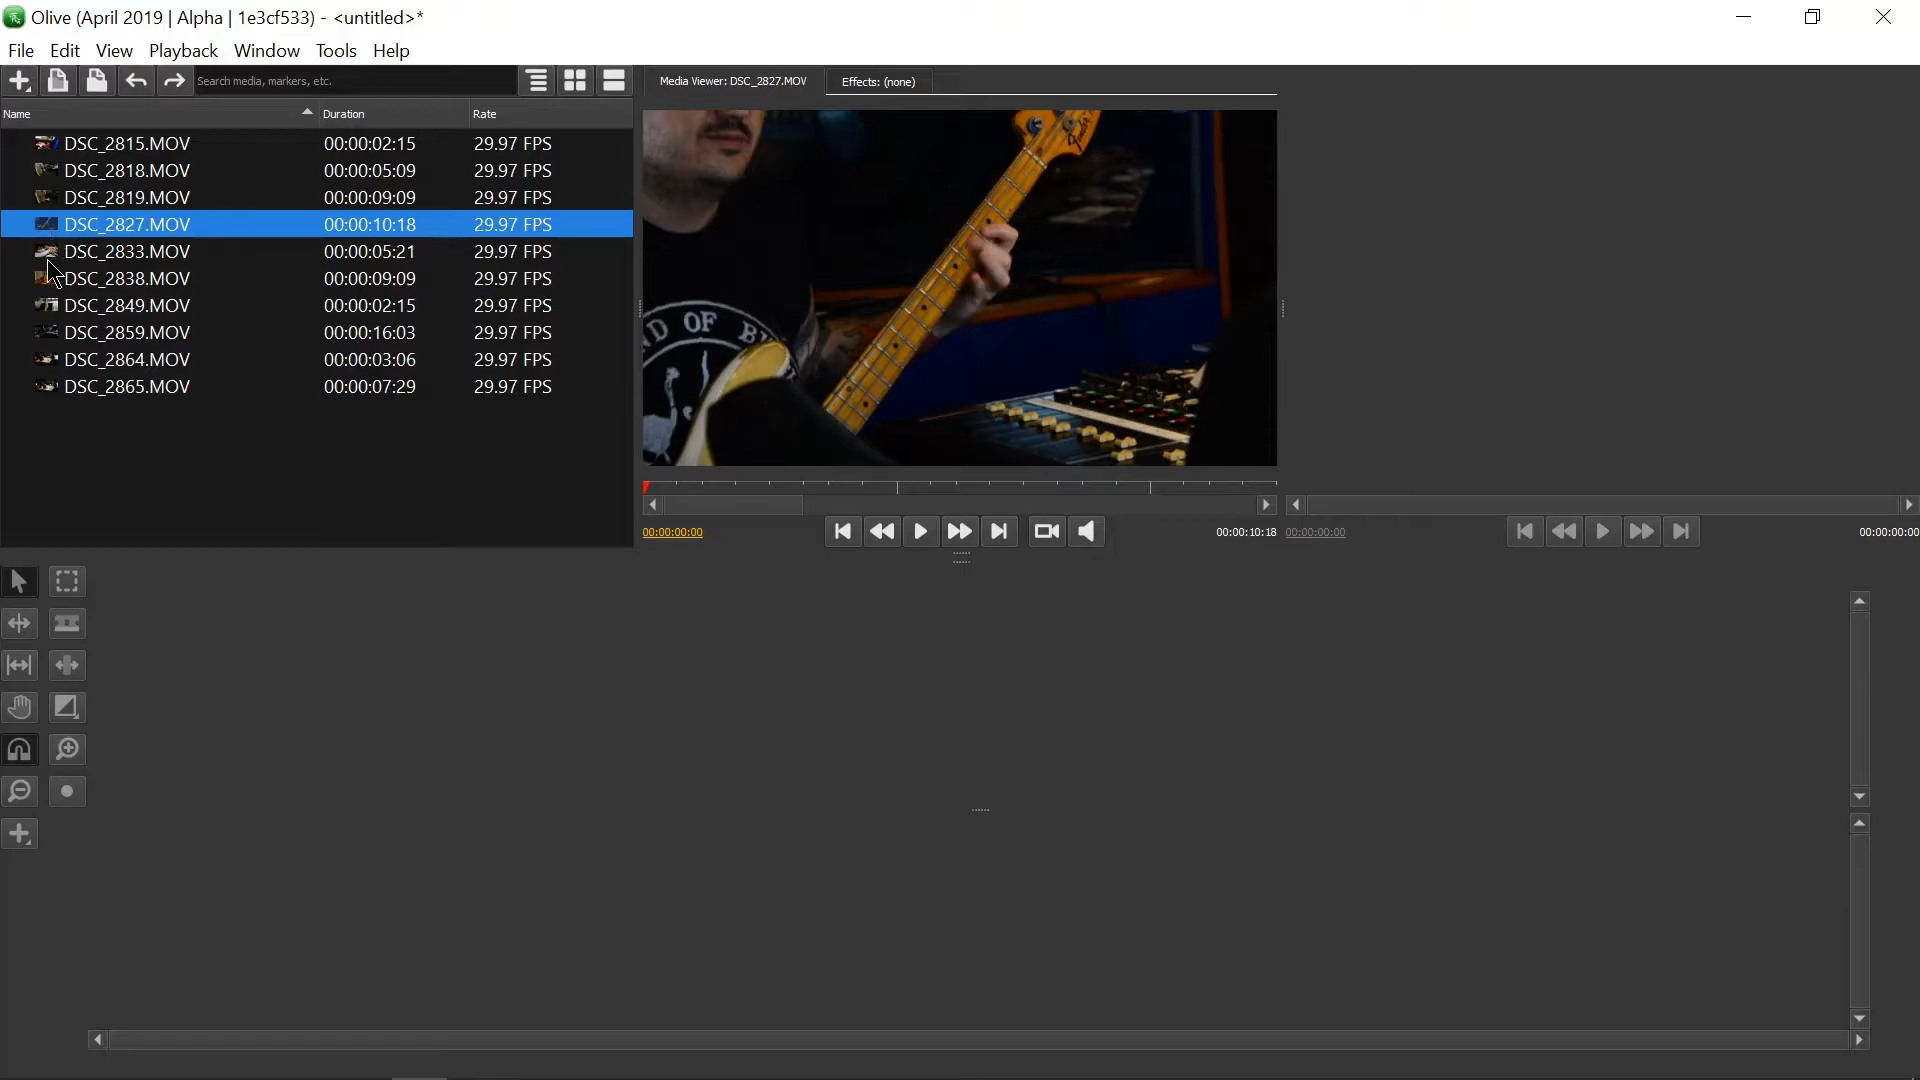 Olive (April 2019 | Alpha | 1e3cf533) - <untitled>*
File Edit View Playback Window Tools Help
Search media, markers, etc.
Media Viewer: DSC_2827.MOV Effects: (none)
Name Duration Rate
DSC_2815.MOV 00:00:02:15 29.97 FPS
DSC_2818.MOV 00:00:05:09 29.97 FPS
DSC_2819.MOV 00:00:09:09 29.97 FPS
DSC_2827.MOV 00:00:10:18 29.97 FPS
DSC_2833.MOV 00:00:05:21 29.97 FPS
DSC_2838.MOV 00:00:09:09 29.97 FPS
DSC_2849.MOV 00:00:02:15 29.97 FPS
DSC_2859.MOV 00:00:16:03 29.97 FPS
DSC_2864.MOV 00:00:03:06 29.97 FPS
DSC_2865.MOV 00:00:07:29 29.97 FPS
Fender
ND OF B
00:00:00:00 00:00:10:18 00:00:00:00 00:00:00:00